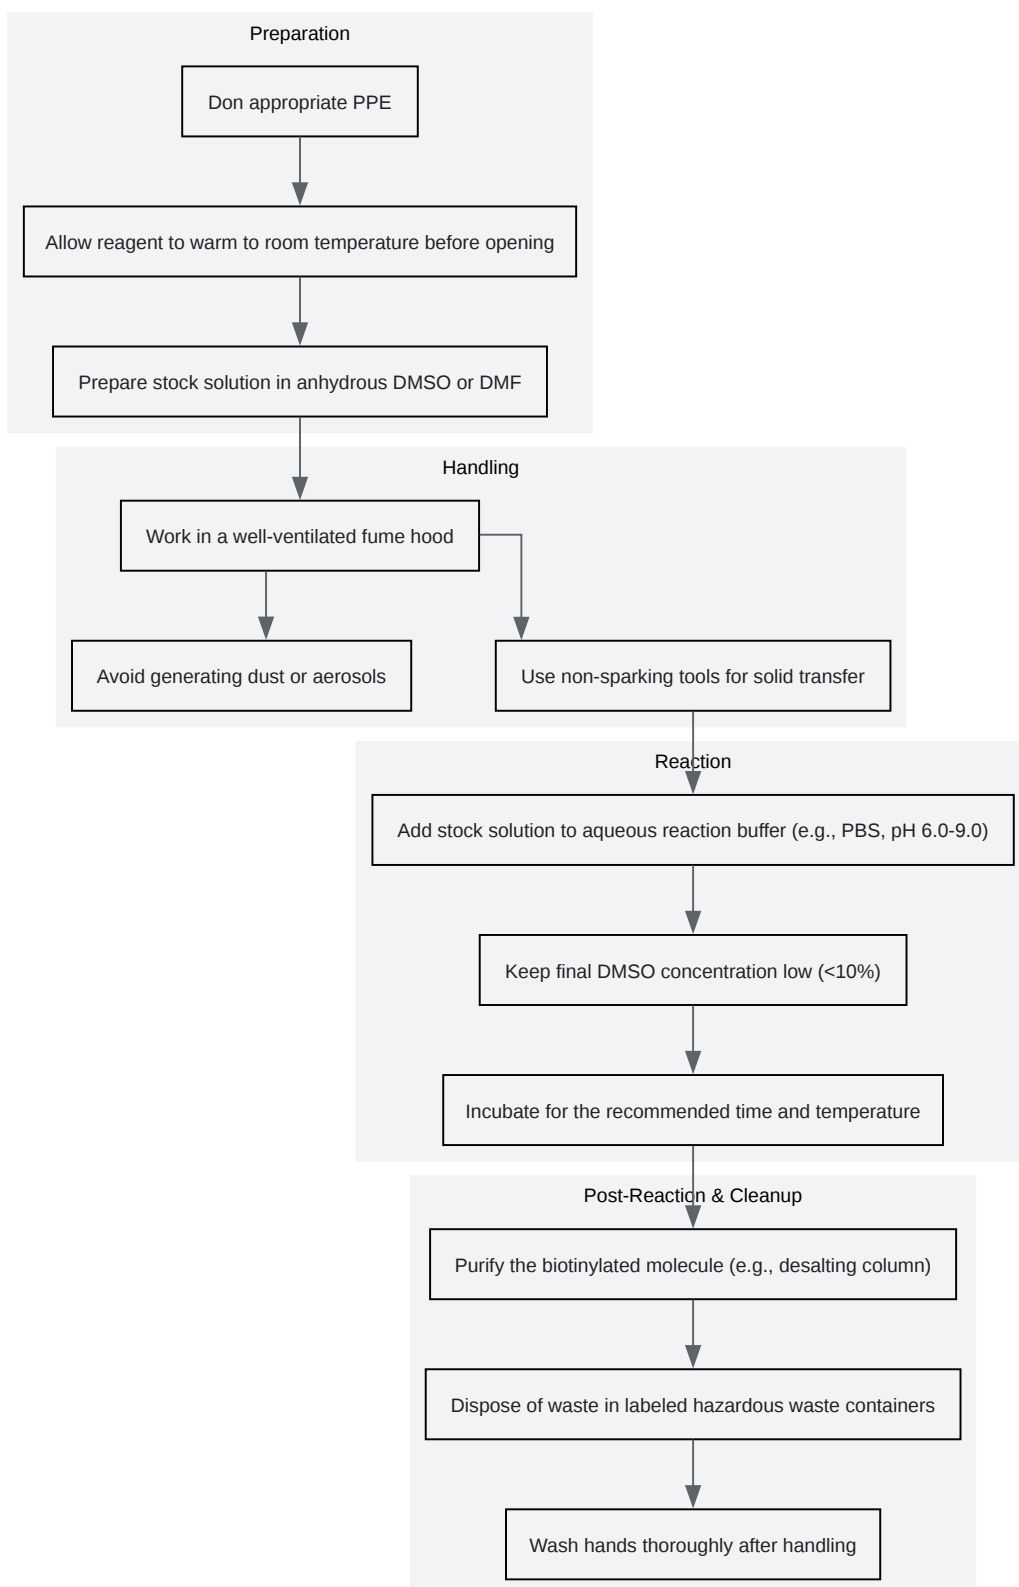 Preparation
Don appropriate PPE
Allow reagent to warm to room temperature before opening
Prepare stock solution in anhydrous DMSO or DMF
Handling
Work in a well-ventilated fume hood
Avoid generating dust or aerosols
Use non-sparking tools for solid transfer
Reaction
Add stock solution to aqueous reaction buffer (e.g., PBS, pH 6.0-9.0)
Keep final DMSO concentration low (<10%)
Incubate for the recommended time and temperature
Post-Reaction & Cleanup
Purify the biotinylated molecule (e.g., desalting column)
Dispose of waste in labeled hazardous waste containers
Wash hands thoroughly after handling